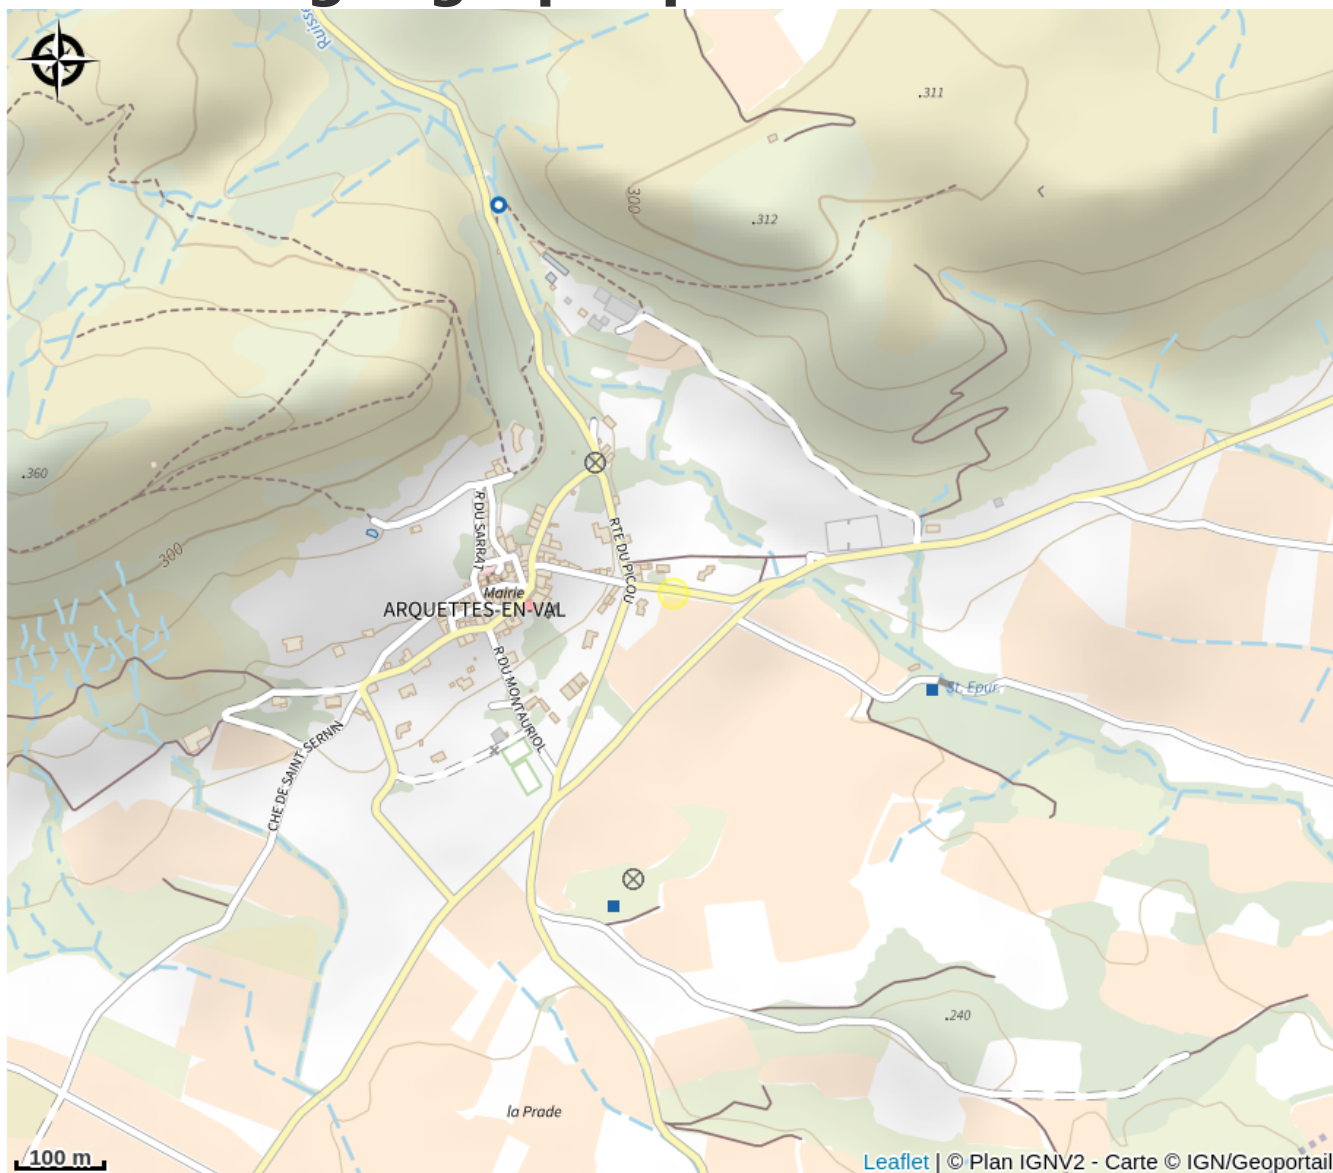 Ruisse
.311
300
.312
.360
300
R DU SARRAT
RTE DU PICOU
Mairie
ARQUETTES-EN-VAL
R DU MONTAURIOL
St. Epur.
CHE DE SAINT SERNIN
.240
la Prade
100 m
Leaflet | © Plan IGNV2 - Carte © IGN/Geoportail